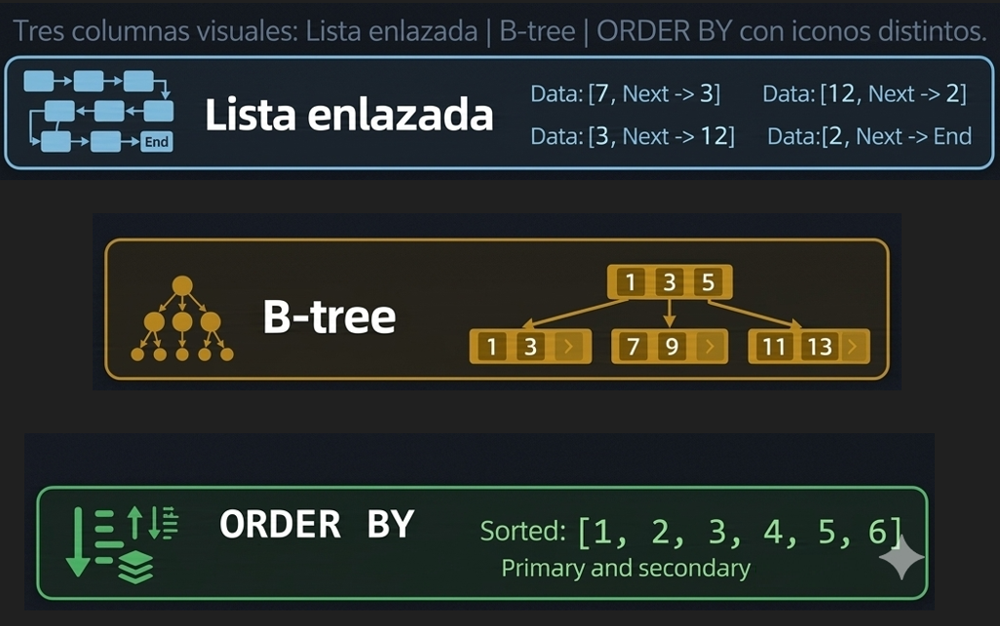 Tres columnas visuales: Lista enlazada | B-tree | ORDER BY con iconos distintos.
End
Lista enlazada
Data: [7, Next -> 3]
Data: [12, Next -> 2]
Data: [3, Next -> 12]
Data:[2, Next -> End
B-tree
1 3 5
1 3 >
7 9 >
11 13 >
ORDER BY
Sorted: [1, 2, 3, 4, 5, 6]
Primary and secondary